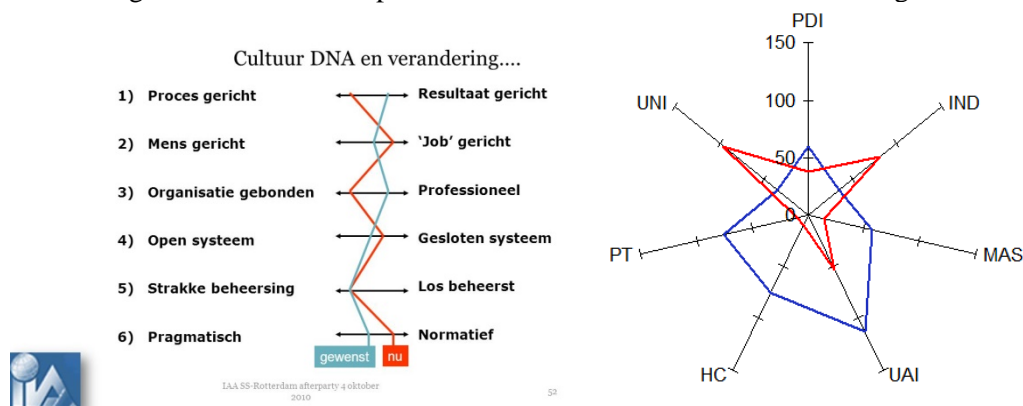 Cultuur DNA en verandering....
1) Proces gericht
Resultaat gericht
2) Mens gericht
'Job' gericht
3) Organisatie gebonden
Professioneel
4) Open systeem
Gesloten systeem
5) Strakke beheersing
Los beheerst
6) Pragmatisch
Normatief
gewenst
nu
IAA SS-Rotterdam afterparty 4 oktober
2010
52
PDI
150
100
50
0
UNI
IND
PT
MAS
HC
UAI